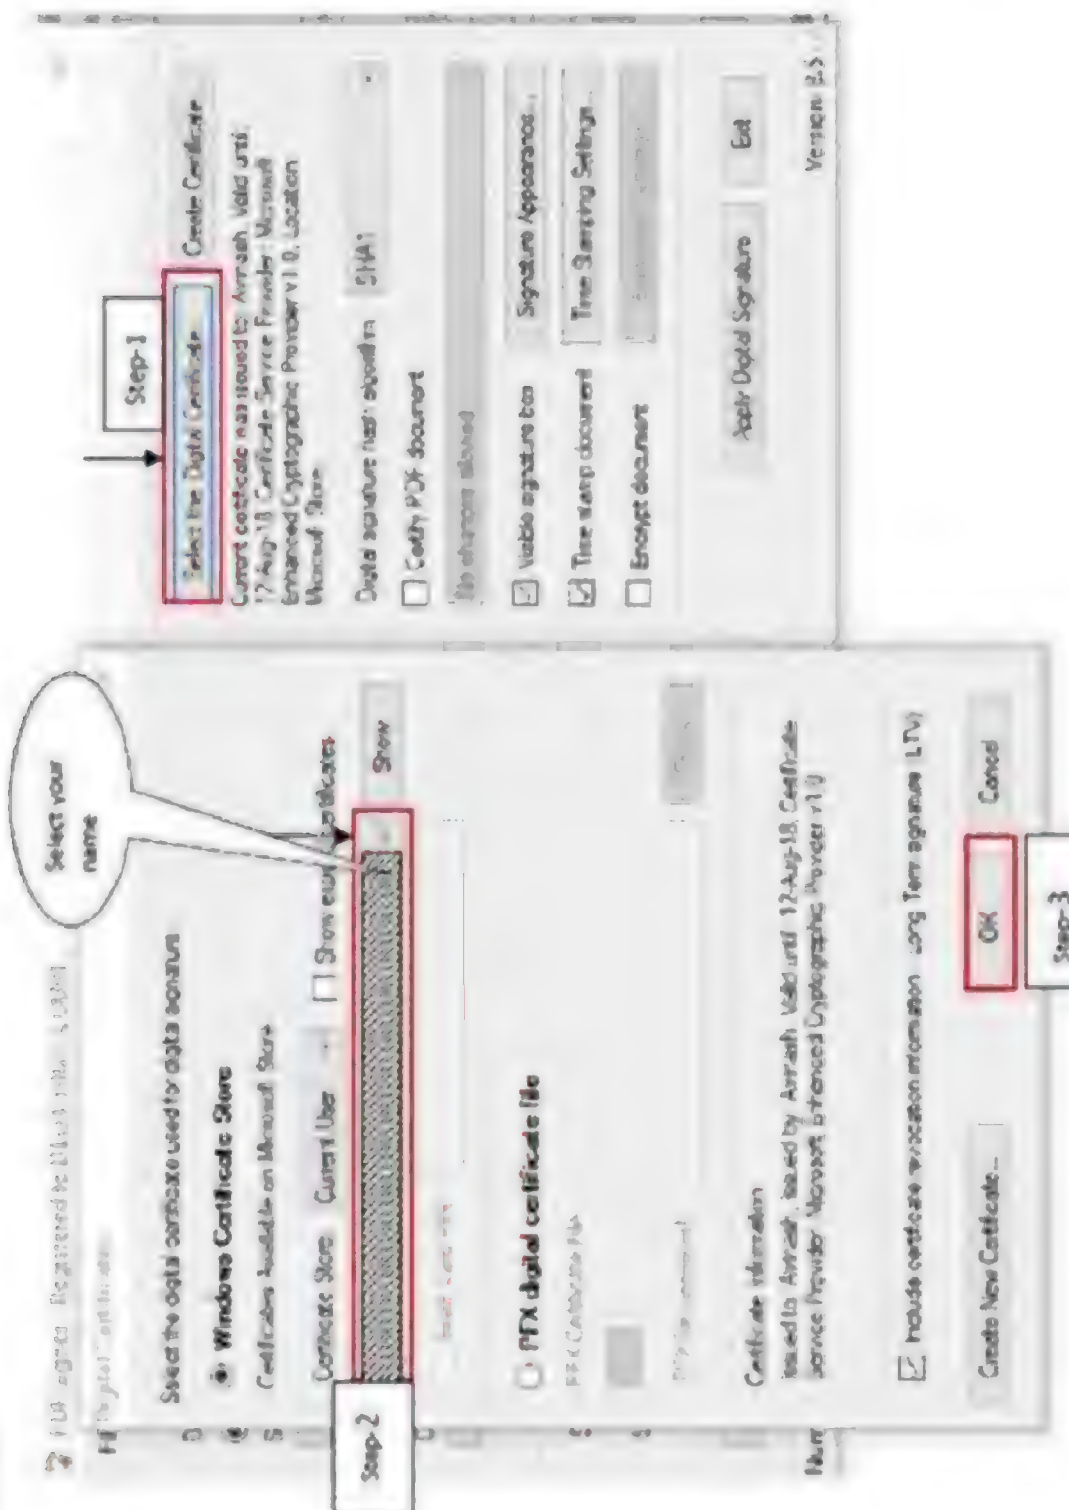 Step-1
Select the Digital Certificate
Create Certificate
Current certificate was issued to: Avinash Valid until:
12-Aug-18 Certificate Service Provider: Microsoft
Enhanced Cryptographic Provider v1.0, Location
Microsoft Store
Digital signature hash algorithm SHA1
Certify PDF document
No changes allowed
Visible signature box
Signature Appearance...
Time stamp document
Time Stamping Settings...
Encrypt document
Apply Digital Signature
Exit
Version 8.5
Select your
name
Registered to
Select the digital certificate used for digital signature
Windows Certificate Store
Certificates Available on Microsoft Store
Certificate Store Current User
Show
Step-2
PFX digital certificate file
PFX Certificate File
Certificate information
Issued to Avinash, issued by Avinash Valid until 12-Aug-18, Certificate
Service Provider Microsoft Enhanced Cryptographic Provider v1.0
Include certificate revocation information Long Term signature LTV)
Create New Certificate...
OK
Cancel
Step-3